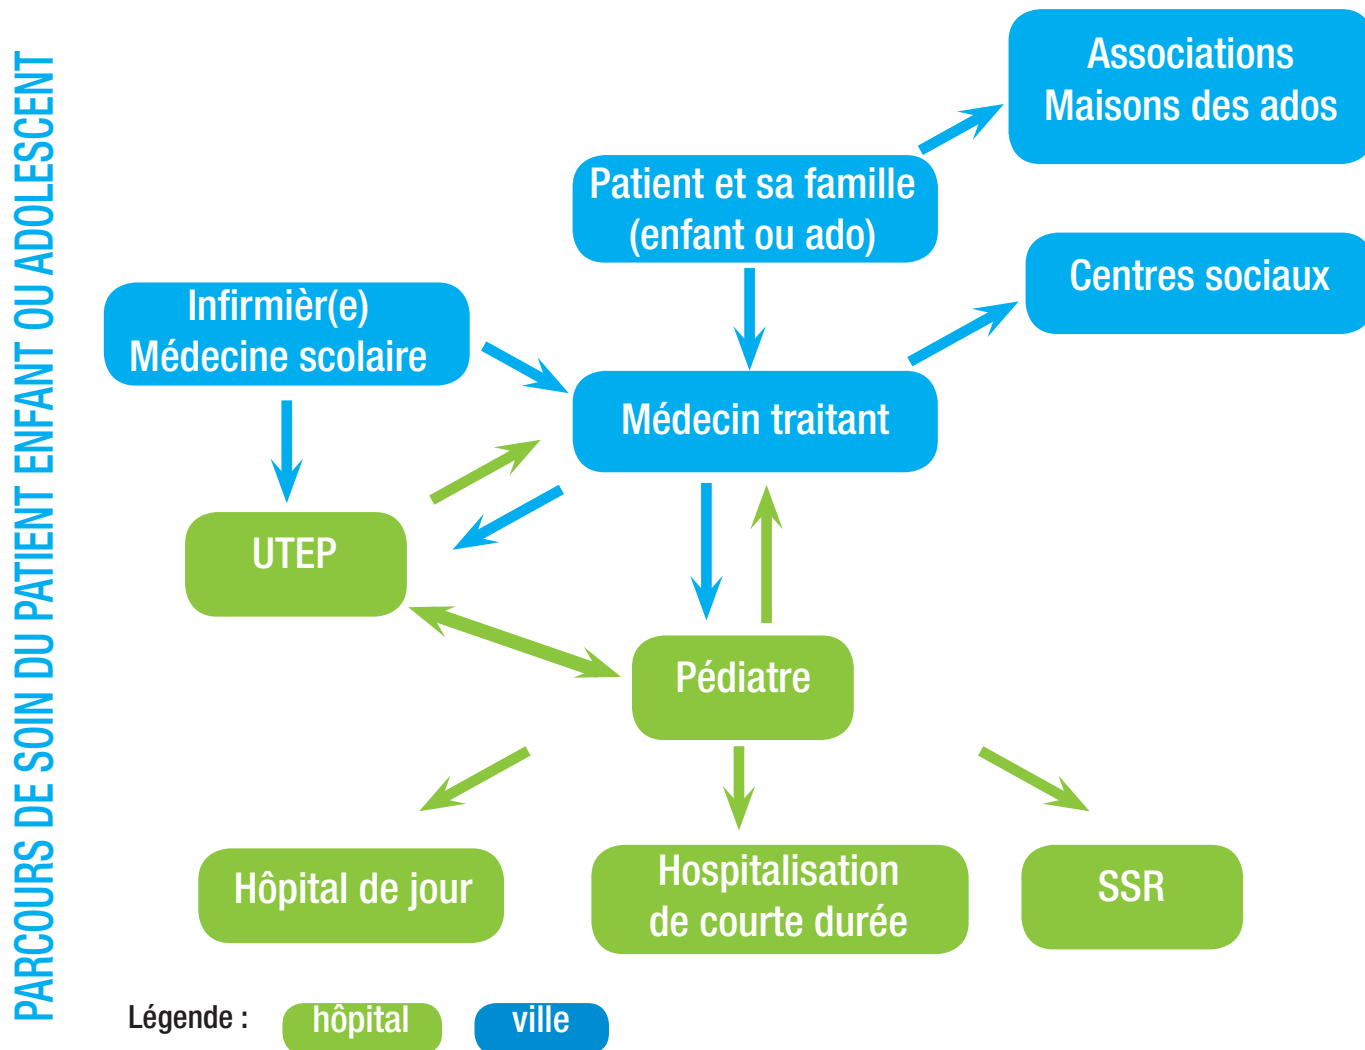 PARCOURS DE SOIN DU PATIENT ENFANT OU ADOLESCENT
Associations
Maisons des ados
Patient et sa famille
(enfant ou ado)
Centres sociaux
Infirmièr(e)
Médecine scolaire
Médecin traitant
UTEP
Pédiatre
Hôpital de jour
Hospitalisation
de courte durée
SSR
Légende :
hôpital
ville